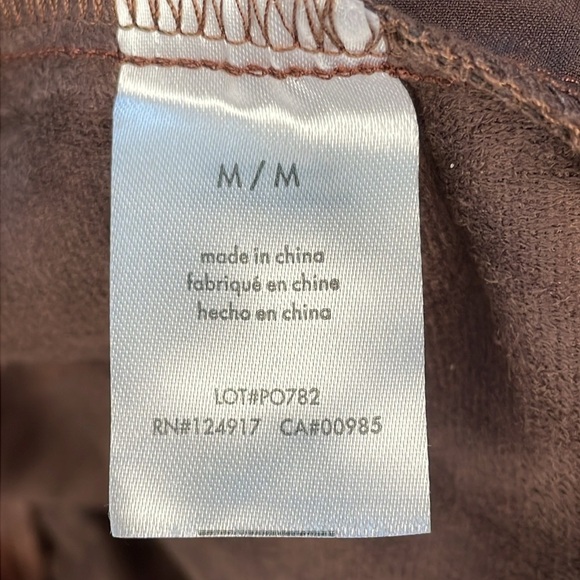 M / M
made in china
fabriqué en chine
hecho en china
LOT#PO782
RN#124917 CA#00985